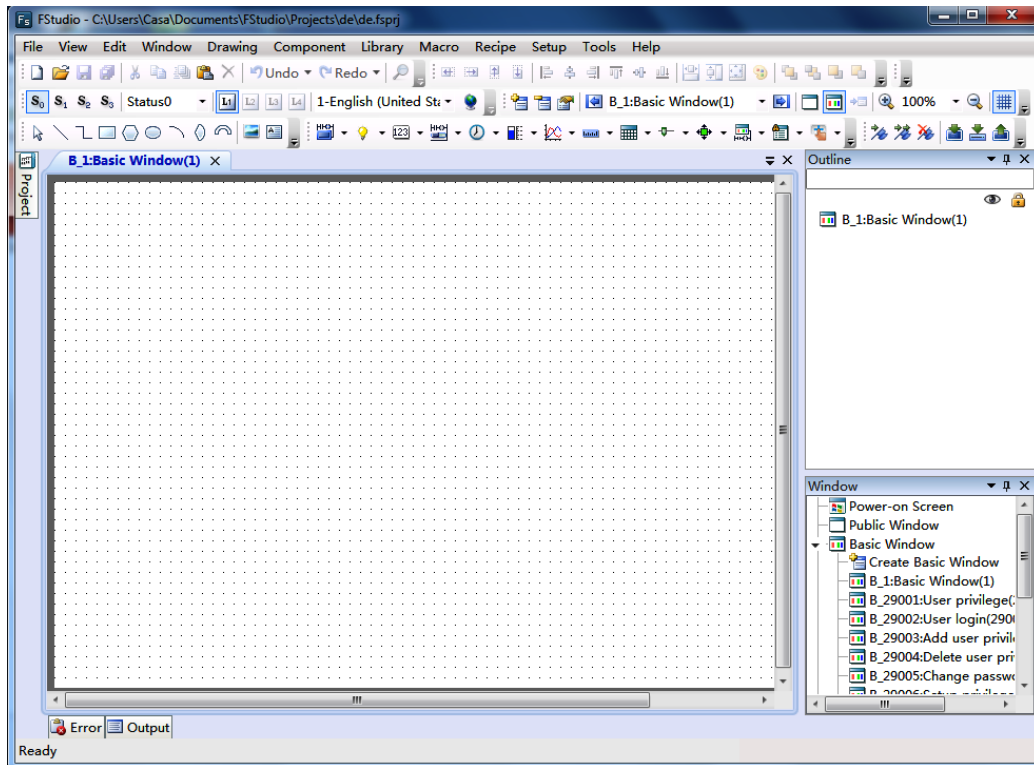 Fs FStudio - C:\Users\Casa\Documents\FStudio\Projects\de\de.fsprj
File View Edit Window Drawing Component Library Macro Recipe Setup Tools Help
Undo Redo
S0 S1 S2 S3 Status0 L1 L2 L3 L4 1-English (United Sta B_1:Basic Window(1) 100%
A 123
B_1:Basic Window(1)
Project
Outline
B_1:Basic Window(1)
Window
Power-on Screen
Public Window
Basic Window
Create Basic Window
B_1:Basic Window(1)
B_29001:User privilege(
B_29002:User login(290
B_29003:Add user privil
B_29004:Delete user pri
B_29005:Change passw
Error Output
Ready